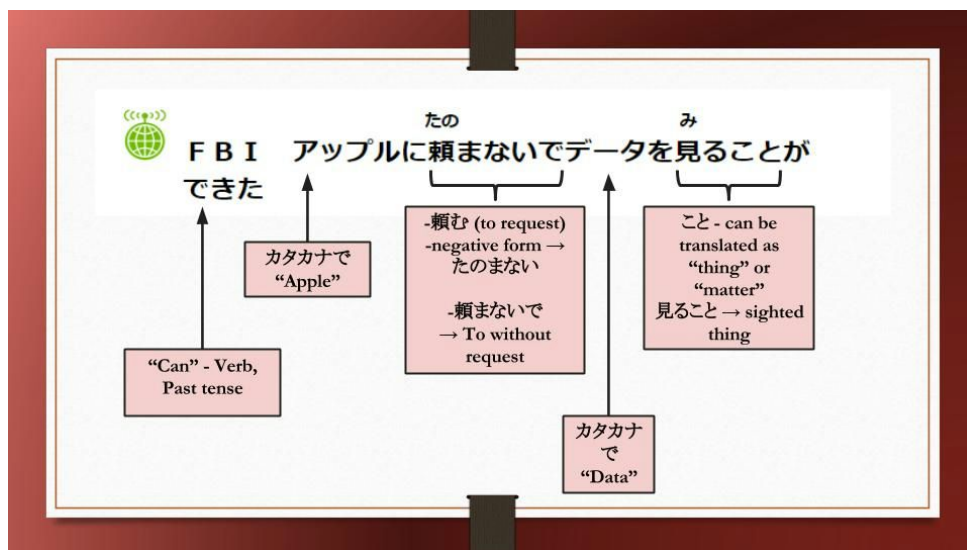 たの み
ＦＢＩ アップルに頼まないでデータを見ることが
できた
カタカナで
“Apple”
-頼む (to request)
-negative form →
たのまない
-頼まないで
→ To without
request
こと - can be
translated as
“thing” or
“matter”
見ること → sighted
thing
“Can” - Verb,
Past tense
カタカナ
で
“Data”